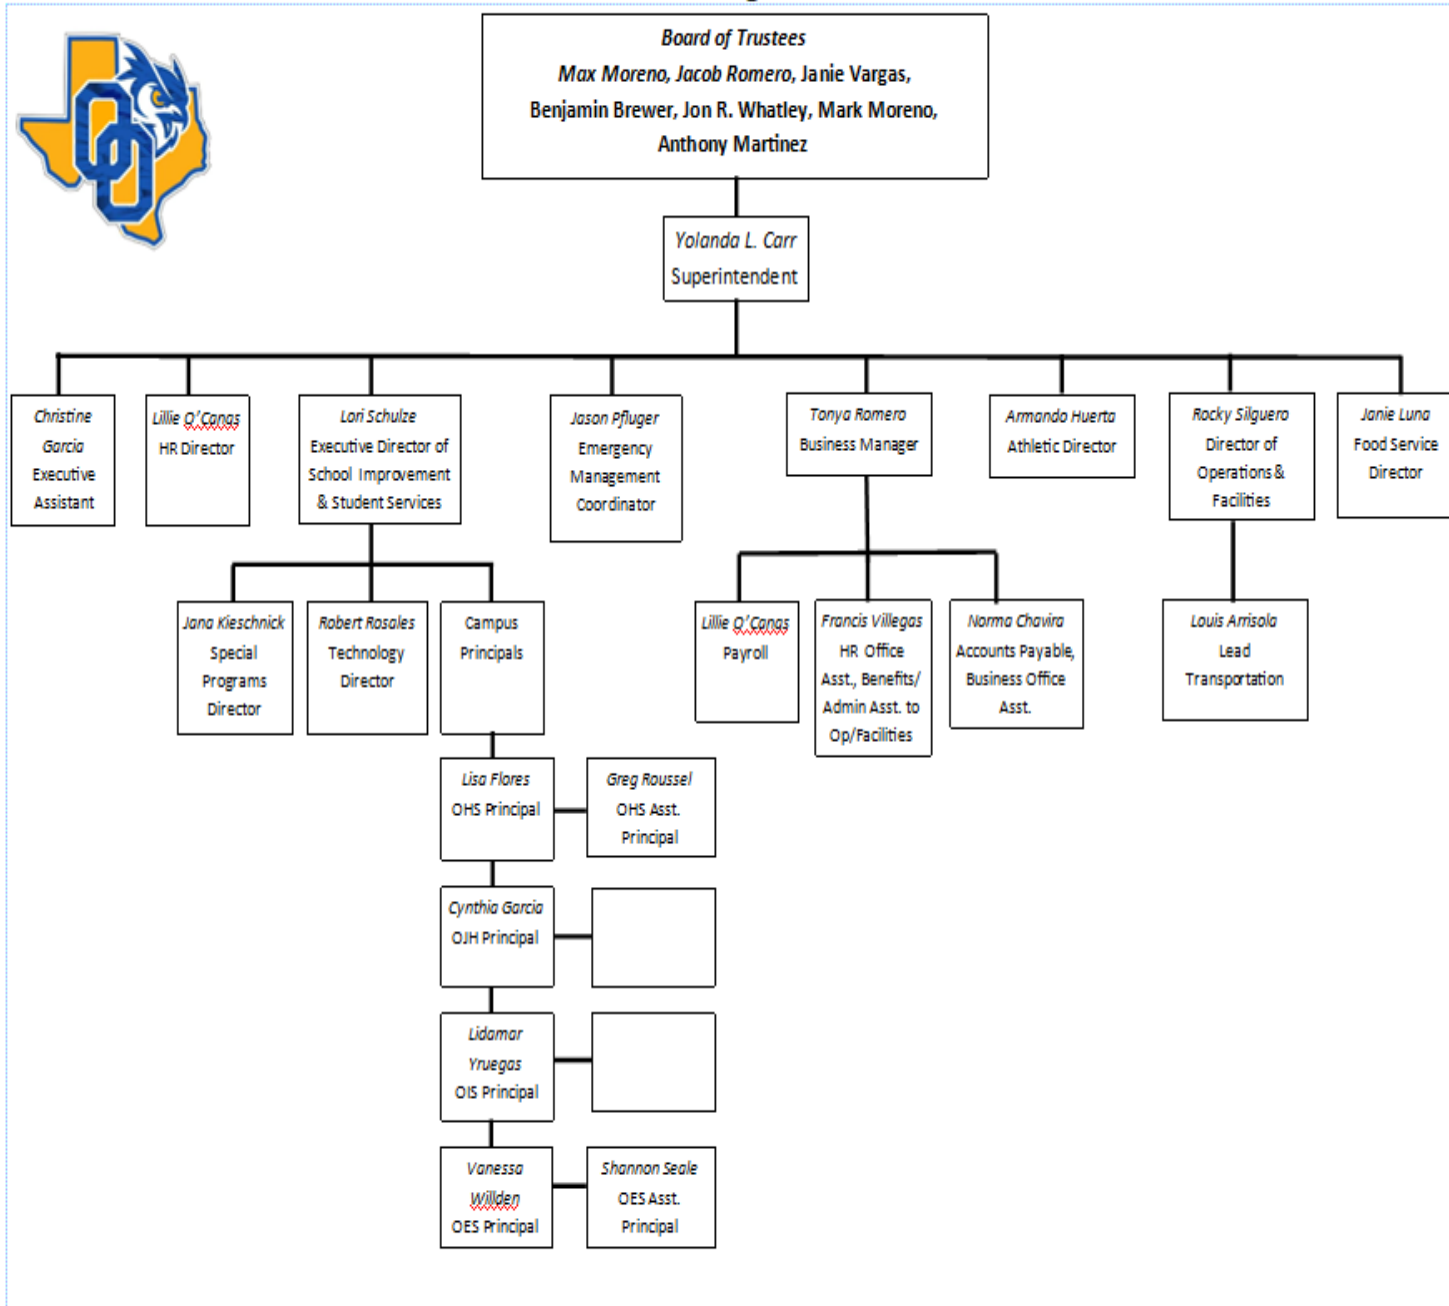 Board of Trustees
Max Moreno, Jacob Romero, Janie Vargas,
Benjamin Brewer, Jon R. Whatley, Mark Moreno,
Anthony Martinez
Yolanda L. Carr
Superintendent
Christine
Garcia
Executive
Assistant
Lillie O'Canas
HR Director
Lori Schulze
Executive Director of
School Improvement
& Student Services
Jason Pfluger
Emergency
Management
Coordinator
Tonya Romero
Business Manager
Armando Huerta
Athletic Director
Rocky Silguero
Director of
Operations &
Facilities
Janie Luna
Food Service
Director
Jana Kieschnick
Special
Programs
Director
Robert Rosales
Technology
Director
Campus
Principals
Lillie O'Canas
Payroll
Francis Villegas
HR Office
Asst., Benefits/
Admin Asst. to
Op/Facilities
Norma Chavira
Accounts Payable,
Business Office
Asst.
Louis Arrisola
Lead
Transportation
Lisa Flores
OHS Principal
Greg Roussel
OHS Asst.
Principal
Cynthia Garcia
OJH Principal
Lidamar
Yruegas
OIS Principal
Vanessa
Willden
OES Principal
Shannon Seale
OES Asst.
Principal